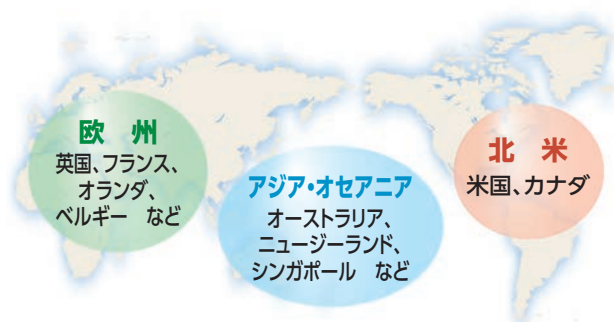 欧　州
英国、フランス、
オランダ、
ベルギー　など
アジア・オセアニア
オーストラリア、
ニュージーランド、
シンガポール　など
北　米
米国、カナダ